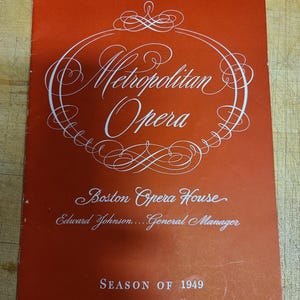 Metropolitan
Opera
Boston Opera House
Edward Johnson....General Manager
SEASON OF 1949